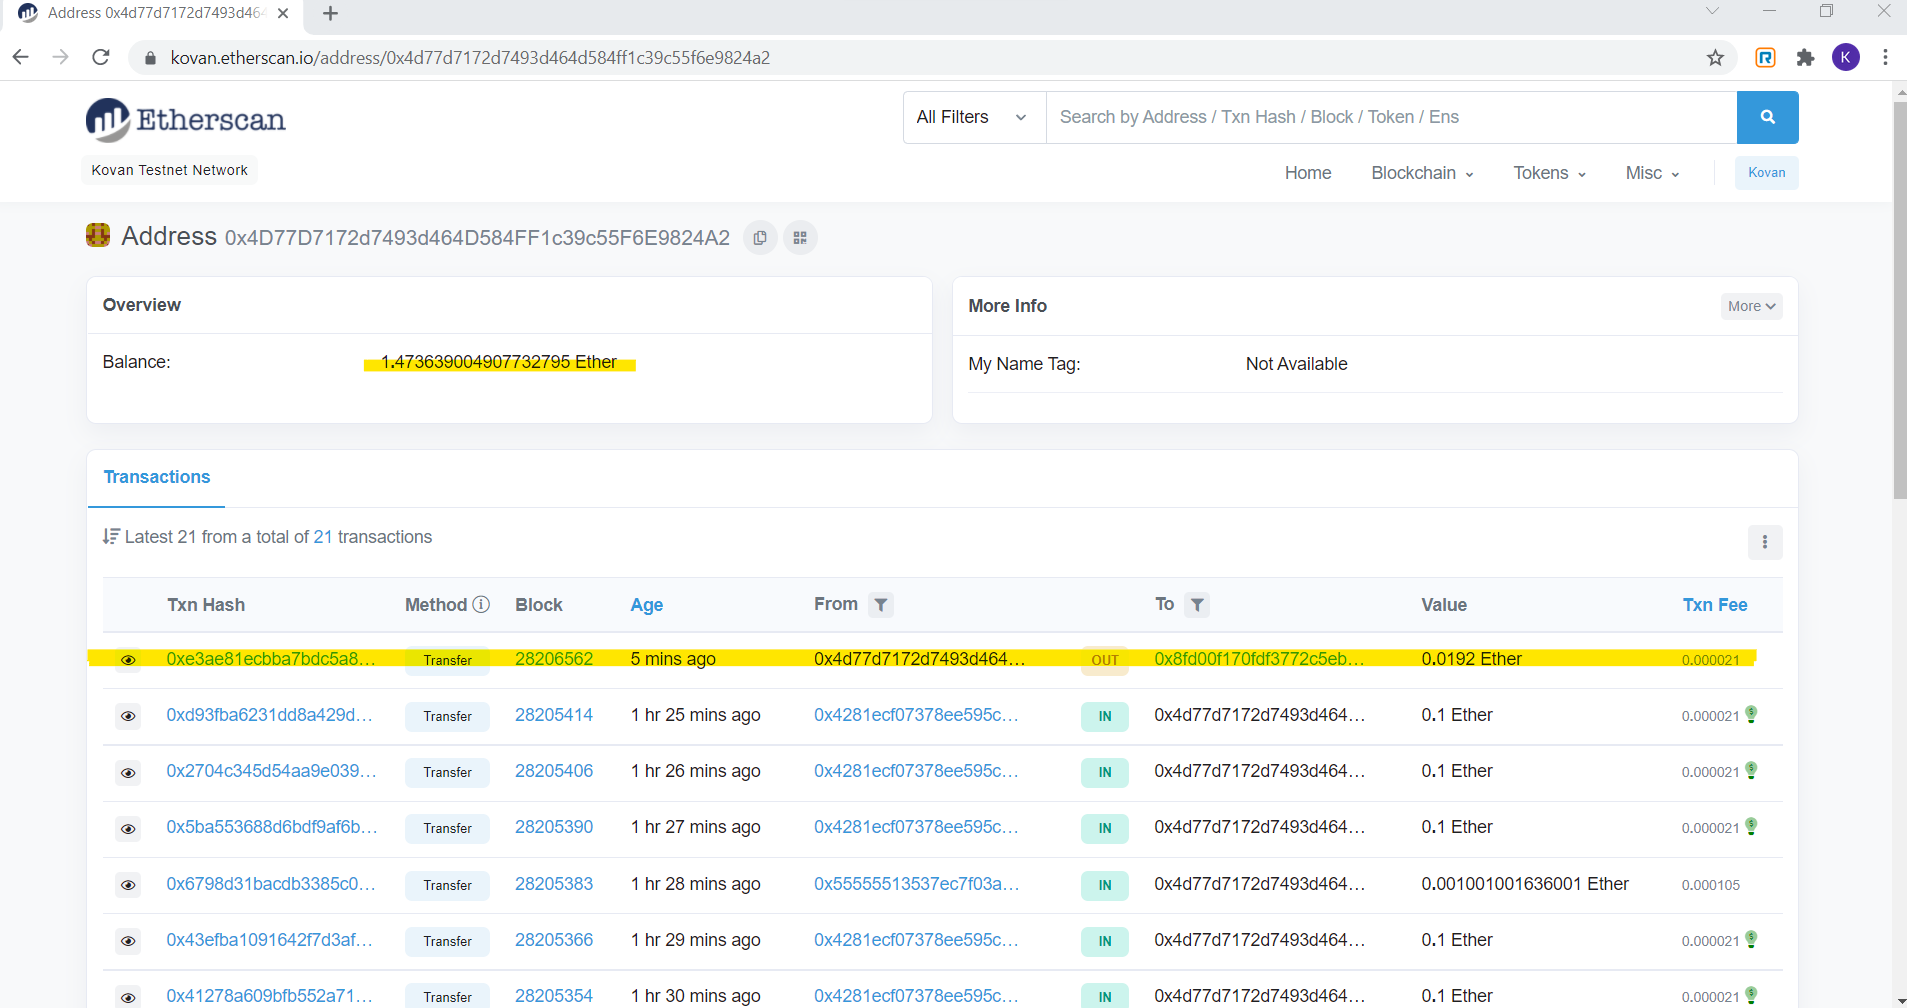 Address 0x4d77d7172d7493d464
kovan.etherscan.io/address/0x4d77d7172d7493d464d584ff1c39c55f6e9824a2
K
Etherscan
All Filters
Search by Address / Txn Hash / Block / Token / Ens
Kovan Testnet Network
Home Blockchain Tokens Misc Kovan
Address 0x4D77D7172d7493d464D584FF1c39c55F6E9824A2
Overview
More Info
More
Balance: 1.473639004907732795 Ether
My Name Tag: Not Available
Transactions
Latest 21 from a total of 21 transactions
Txn Hash Method Block Age From To Value Txn Fee
0xe3ae81ecbba7bdc5a8... Transfer 28206562 5 mins ago 0x4d77d7172d7493d464... OUT 0x8fd00f170fdf3772c5eb... 0.0192 Ether 0.000021
0xd93fba6231dd8a429d... Transfer 28205414 1 hr 25 mins ago 0x4281ecf07378ee595c... IN 0x4d77d7172d7493d464... 0.1 Ether 0.000021
0x2704c345d54aa9e039... Transfer 28205406 1 hr 26 mins ago 0x4281ecf07378ee595c... IN 0x4d77d7172d7493d464... 0.1 Ether 0.000021
0x5ba553688d6bdf9af6b... Transfer 28205390 1 hr 27 mins ago 0x4281ecf07378ee595c... IN 0x4d77d7172d7493d464... 0.1 Ether 0.000021
0x6798d31bacdb3385c0... Transfer 28205383 1 hr 28 mins ago 0x55555513537ec7f03a... IN 0x4d77d7172d7493d464... 0.001001001636001 Ether 0.000105
0x43efba1091642f7d3af... Transfer 28205366 1 hr 29 mins ago 0x4281ecf07378ee595c... IN 0x4d77d7172d7493d464... 0.1 Ether 0.000021
0x41278a609bfb552a71... Transfer 28205354 1 hr 30 mins ago 0x4281ecf07378ee595c... IN 0x4d77d7172d7493d464... 0.1 Ether 0.000021